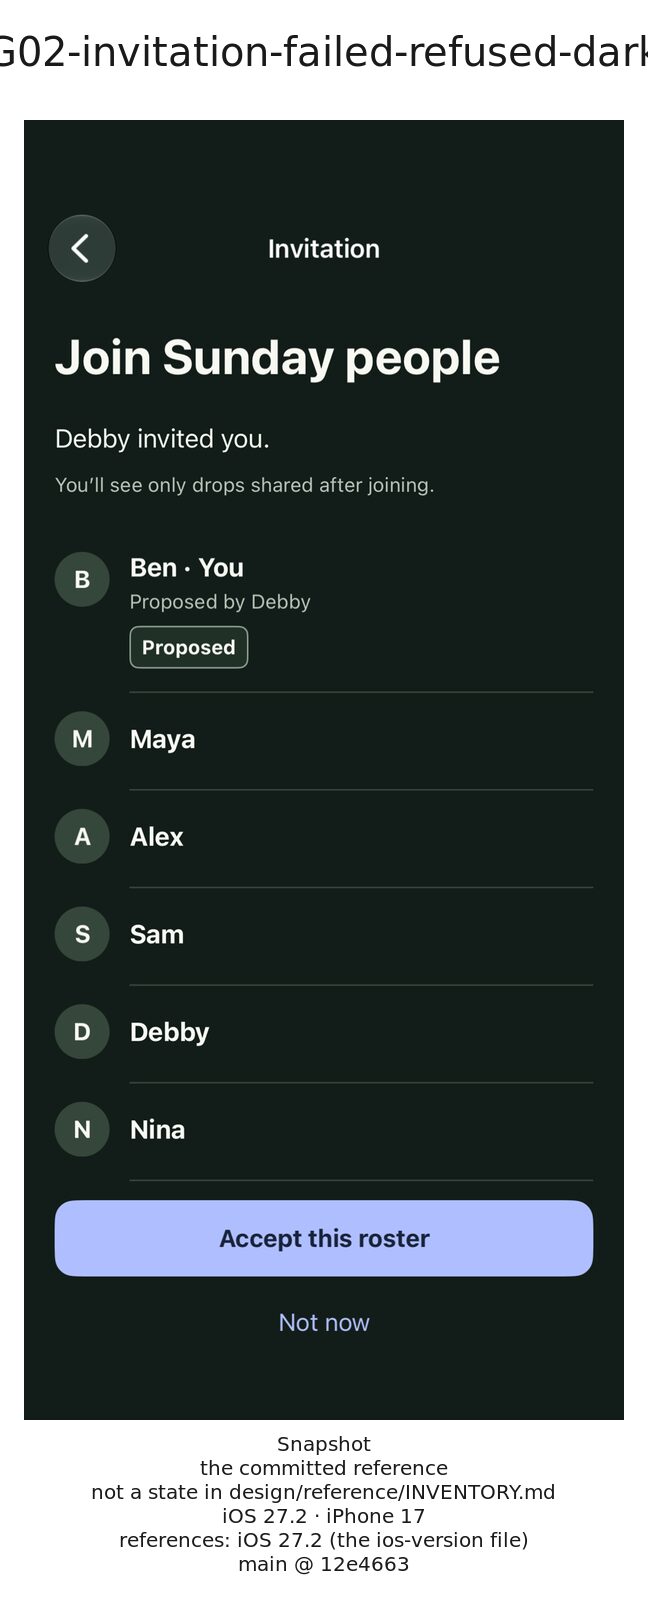 G02-invitation-failed-refused-dark
Invitation
Join Sunday people
Debby invited you.
You’ll see only drops shared after joining.
B
Ben · You
Proposed by Debby
Proposed
M
Maya
A
Alex
S
Sam
D
Debby
N
Nina
Accept this roster
Not now
Snapshot
the committed reference
not a state in design/reference/INVENTORY.md
iOS 27.2 · iPhone 17
references: iOS 27.2 (the ios-version file)
main @ 12e4663